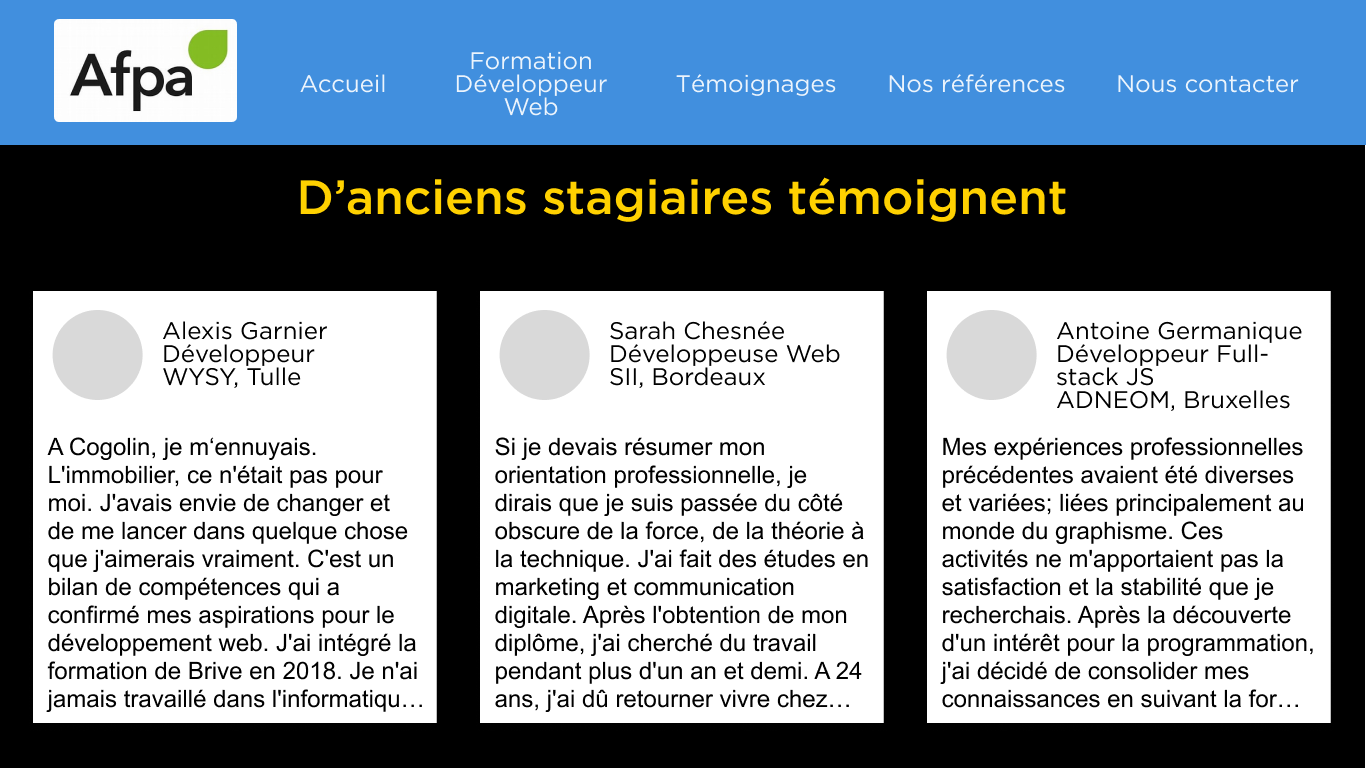 Afpa
Accueil
Formation
Développeur
Web
Témoignages
Nos références
Nous contacter
D’anciens stagiaires témoignent
Alexis Garnier
Développeur
WYSY, Tulle
A Cogolin, je m‘ennuyais.
L'immobilier, ce n'était pas pour
moi. J'avais envie de changer et
de me lancer dans quelque chose
que j'aimerais vraiment. C'est un
bilan de compétences qui a
confirmé mes aspirations pour le
développement web. J'ai intégré la
formation de Brive en 2018. Je n'ai
jamais travaillé dans l'informatiqu…
Sarah Chesnée
Développeuse Web
SII, Bordeaux
Si je devais résumer mon
orientation professionnelle, je
dirais que je suis passée du côté
obscure de la force, de la théorie à
la technique. J'ai fait des études en
marketing et communication
digitale. Après l'obtention de mon
diplôme, j'ai cherché du travail
pendant plus d'un an et demi. A 24
ans, j'ai dû retourner vivre chez…
Antoine Germanique
Développeur Full-
stack JS
ADNEOM, Bruxelles
Mes expériences professionnelles
précédentes avaient été diverses
et variées; liées principalement au
monde du graphisme. Ces
activités ne m'apportaient pas la
satisfaction et la stabilité que je
recherchais. Après la découverte
d'un intérêt pour la programmation,
j'ai décidé de consolider mes
connaissances en suivant la for…